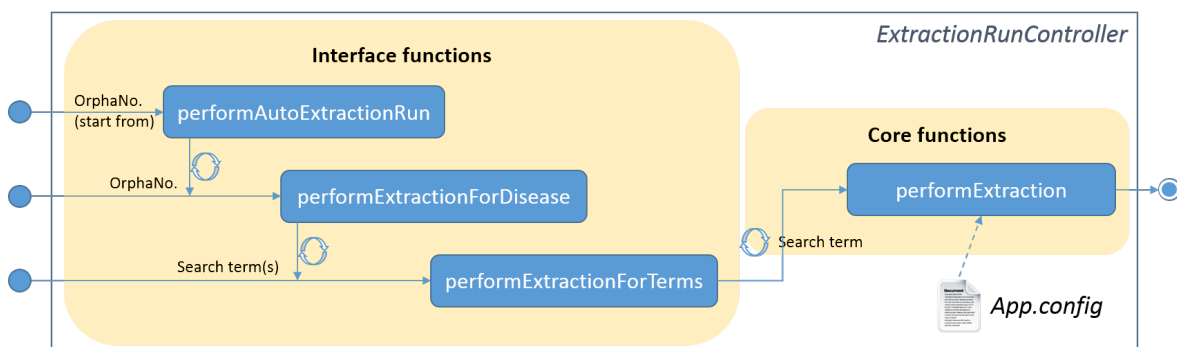 ExtractionRunController
Interface functions
OrphaNo.
(start from)
performAutoExtractionRun
Core functions
OrphaNo.
performExtractionForDisease
performExtraction
Search term
Search term(s)
performExtractionForTerms
Document
App.config